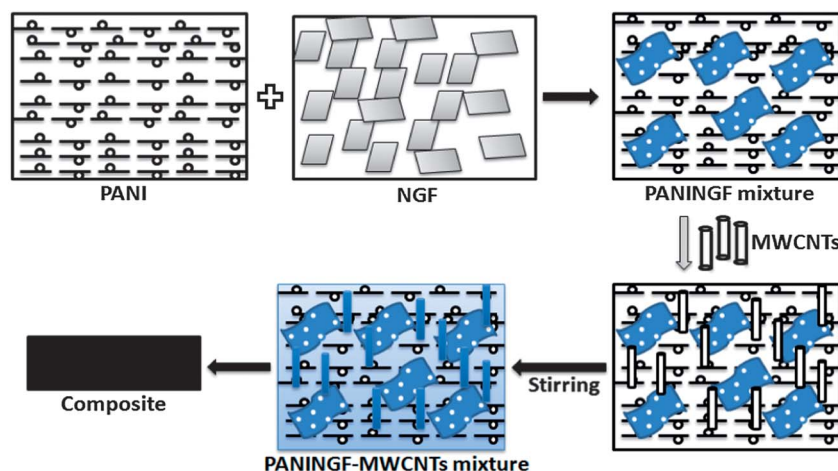 PANI
NGF
PANINGF mixture
MWCNTs
Stirring
Composite
PANINGF-MWCNTs mixture